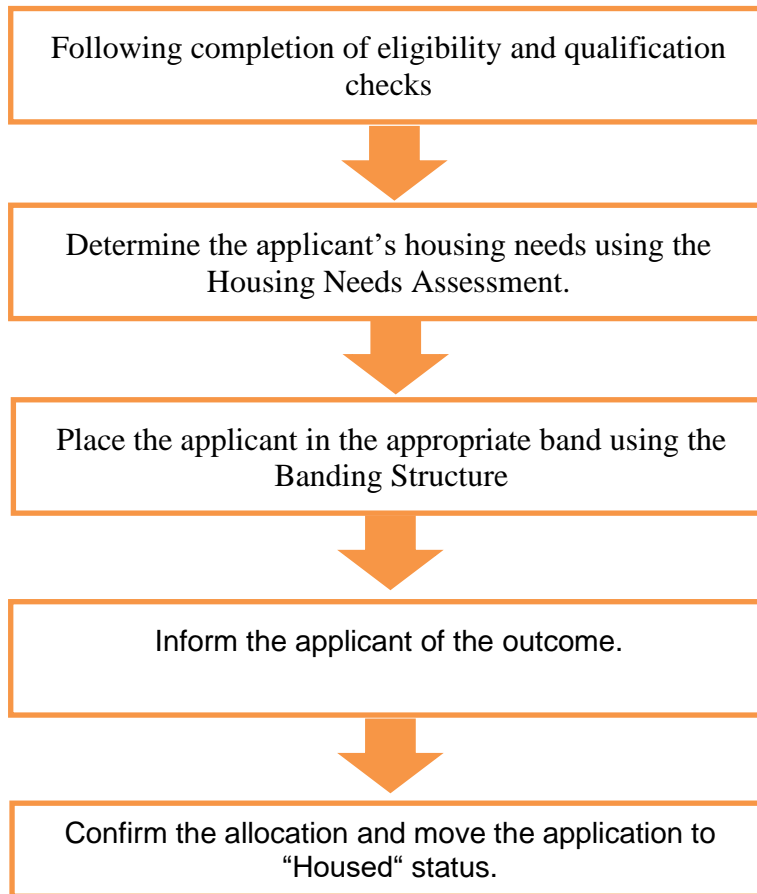 Following completion of eligibility and qualification
checks
Determine the applicant’s housing needs using the
Housing Needs Assessment.
Place the applicant in the appropriate band using the
Banding Structure
Inform the applicant of the outcome.
Confirm the allocation and move the application to
“Housed“ status.